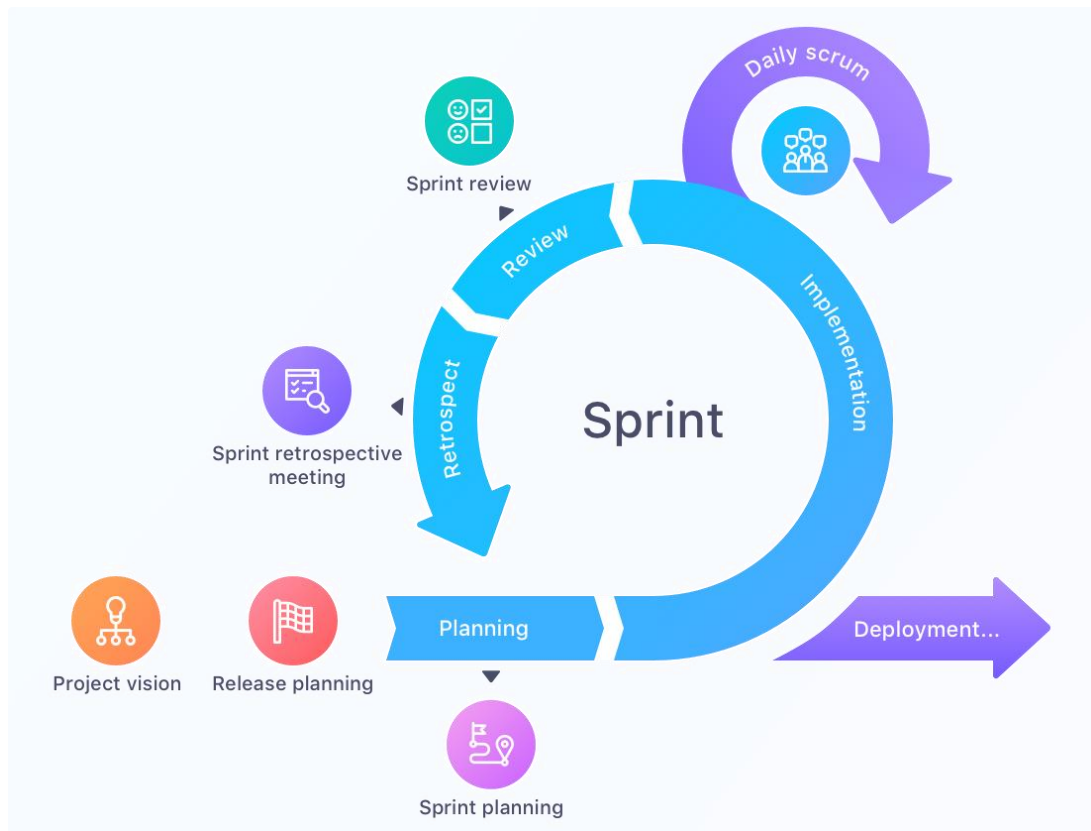 Daily scrum
Sprint review
Review
Implementation
Retrospect
Sprint
Sprint retrospective
meeting
Planning
Deployment...
Project vision
Release planning
Sprint planning